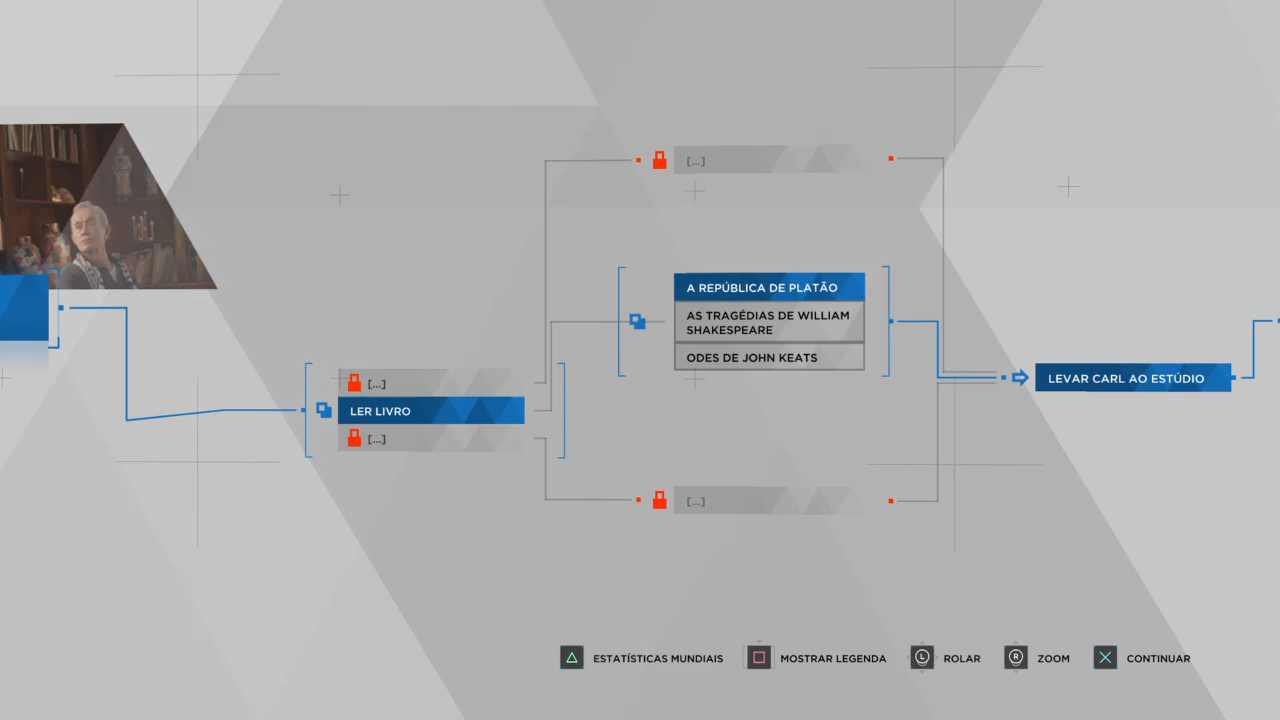 [...]
A REPÚBLICA DE PLATÃO
AS TRAGÉDIAS DE WILLIAM
SHAKESPEARE
ODES DE JOHN KEATS
LEVAR CARL AO ESTÚDIO
[...]
LER LIVRO
[...]
[...]
ESTATÍSTICAS MUNDIAIS
MOSTRAR LEGENDA
L ROLAR
R ZOOM
CONTINUAR